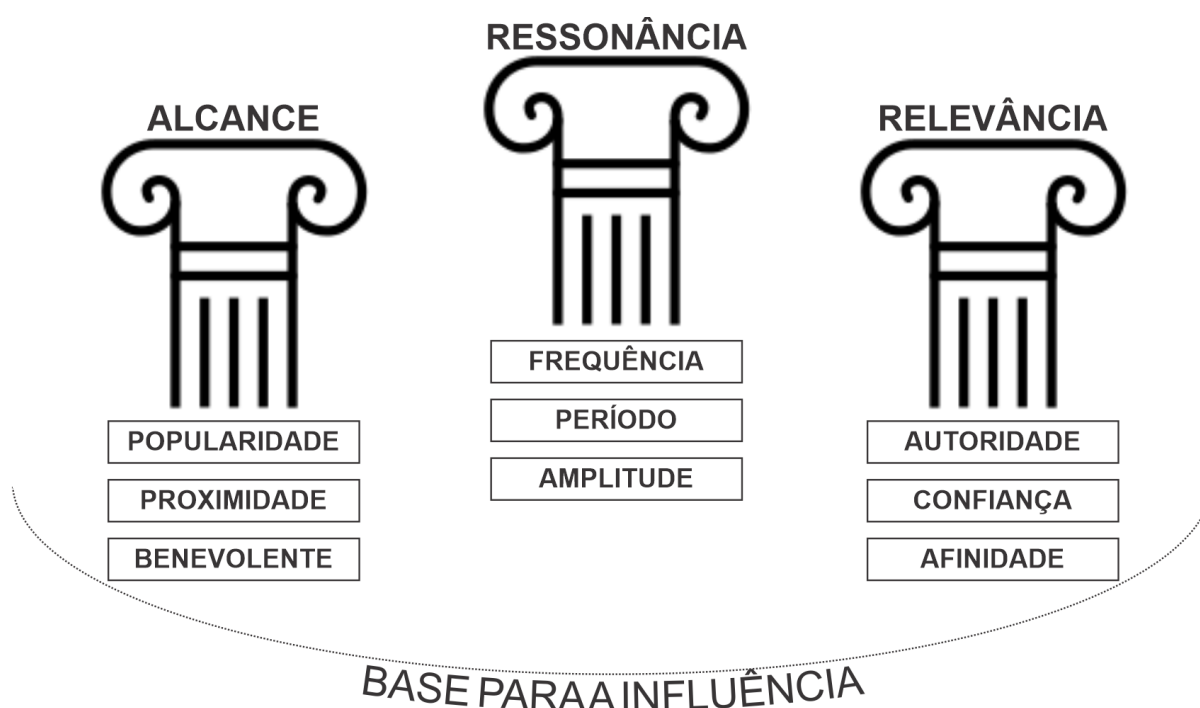 RESSONÂNCIA
ALCANCE
RELEVÂNCIA
FREQUÊNCIA
PERÍODO
AMPLITUDE
POPULARIDADE
PROXIMIDADE
BENEVOLENTE
AUTORIDADE
CONFIANÇA
AFINIDADE
BASE PARA A INFLUÊNCIA